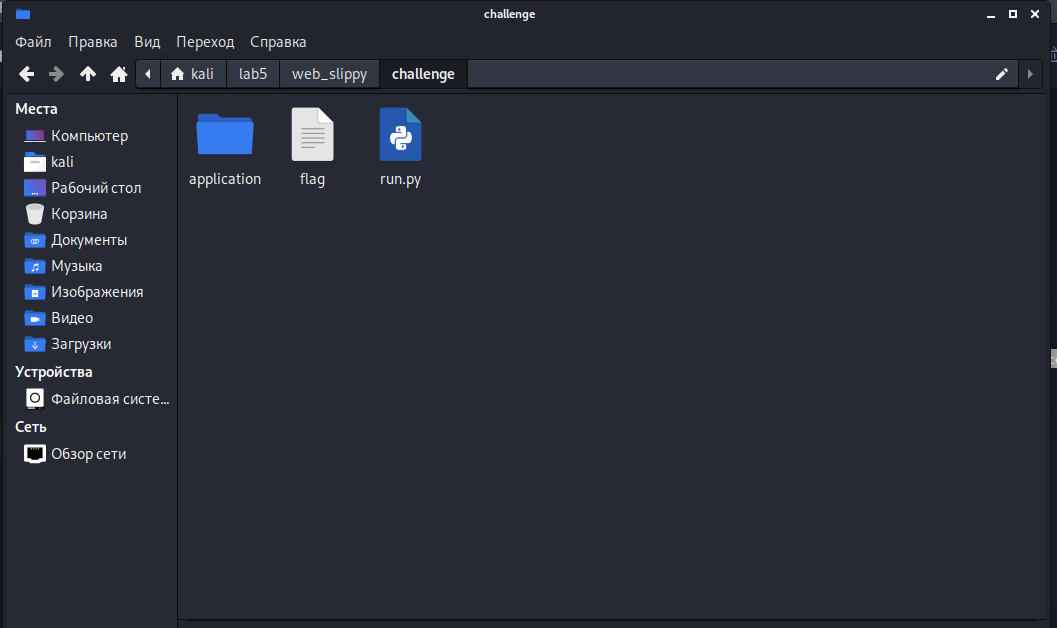 challenge
Файл Правка Вид Переход Справка
kali lab5 web_slippy challenge
Места
Компьютер
kali
Рабочий стол
Корзина
Документы
Музыка
Изображения
Видео
Загрузки
Устройства
Файловая систе...
Сеть
Обзор сети
application flag run.py